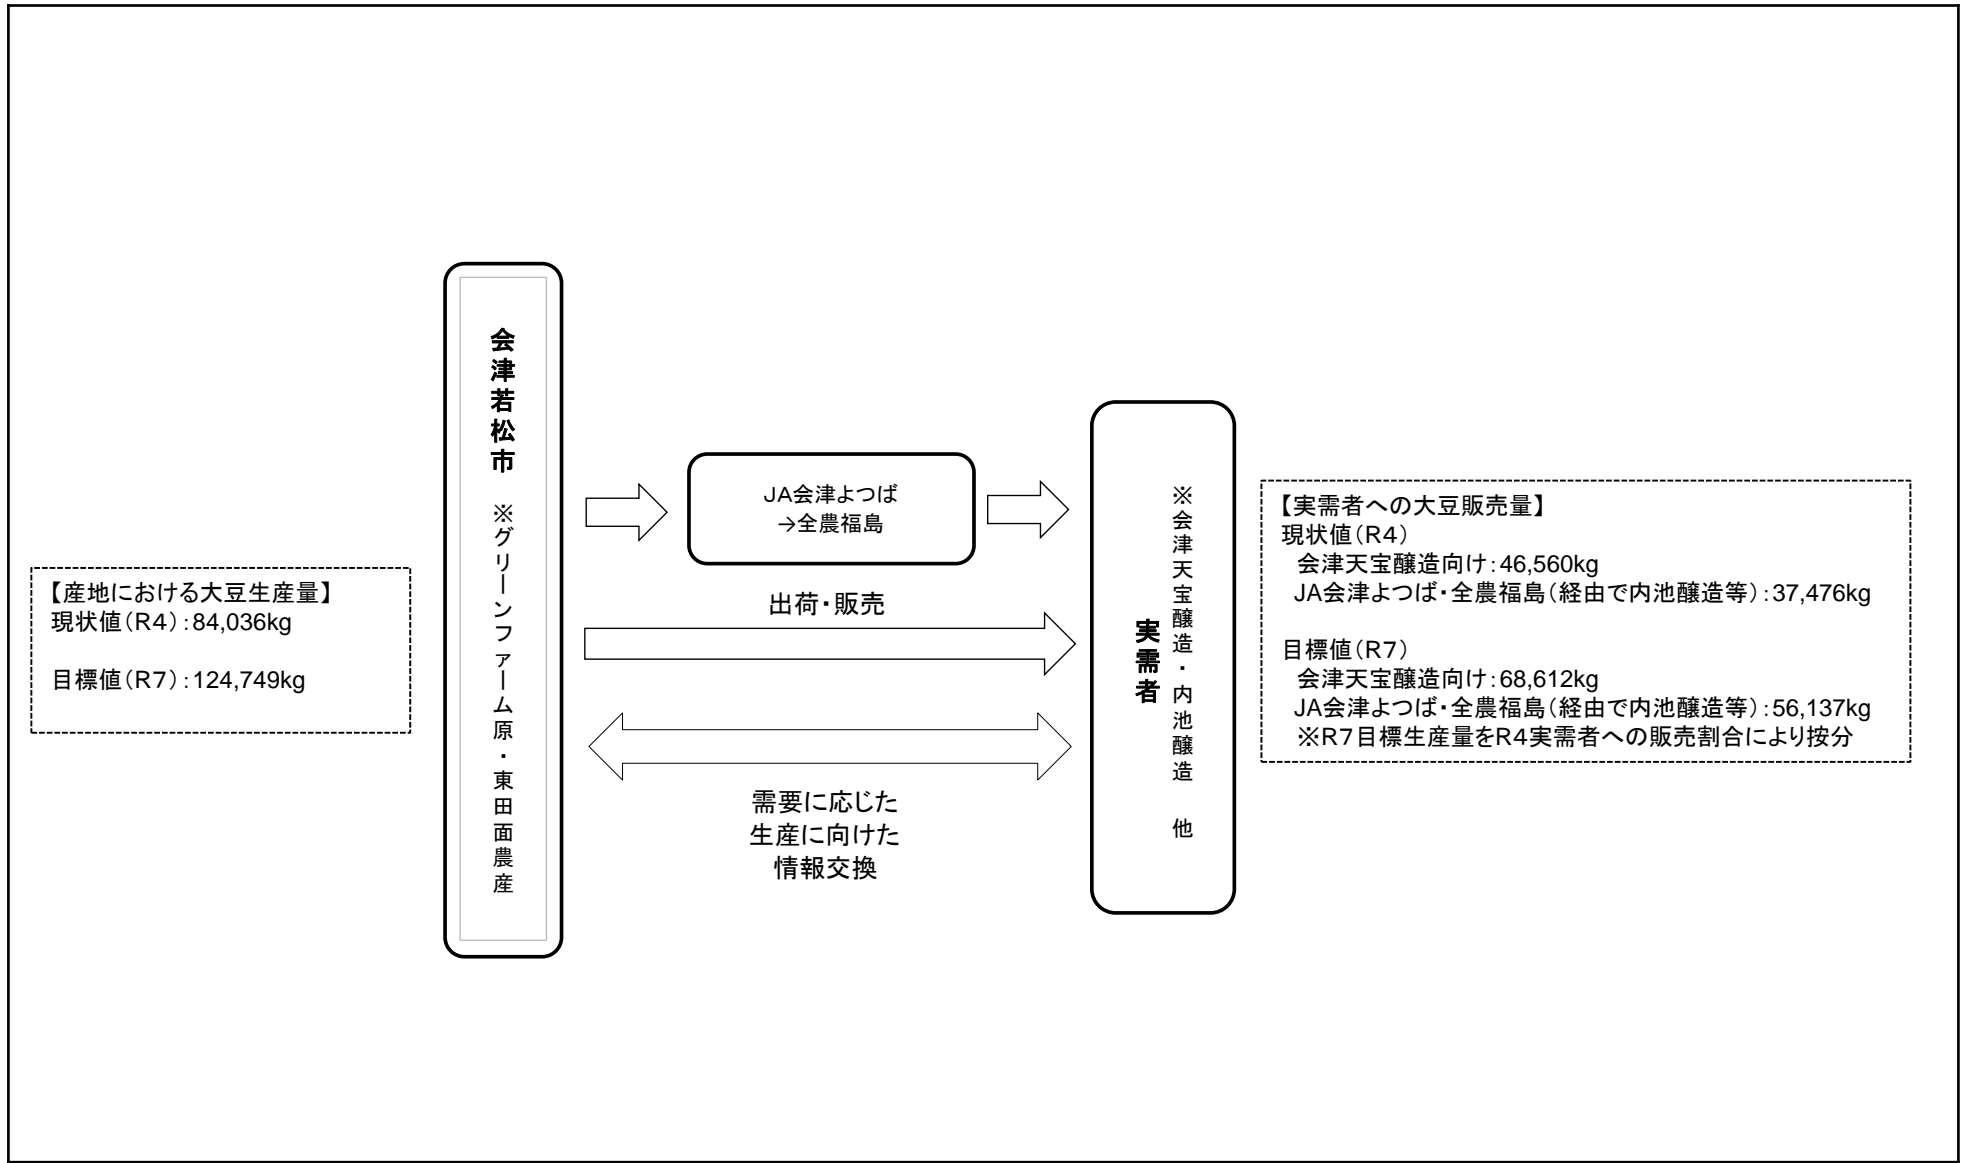 【産地における大豆生産量】
現状値（R4）：84,036kg
目標値（R７）：124,749kg
会津若松市　※グリーンファーム原・東田面農産
JA会津よつば
→全農福島
出荷・販売
需要に応じた
生産に向けた
情報交換
※会津天宝醸造・内池醸造　他
実需者
【実需者への大豆販売量】
現状値（R４）
会津天宝醸造向け：46,560kg
JA会津よつば・全農福島（経由で内池醸造等）：37,476kg
目標値（R７）
会津天宝醸造向け：68,612kg
JA会津よつば・全農福島（経由で内池醸造等）：56,137kg
※R７目標生産量をR４実需者への販売割合により按分